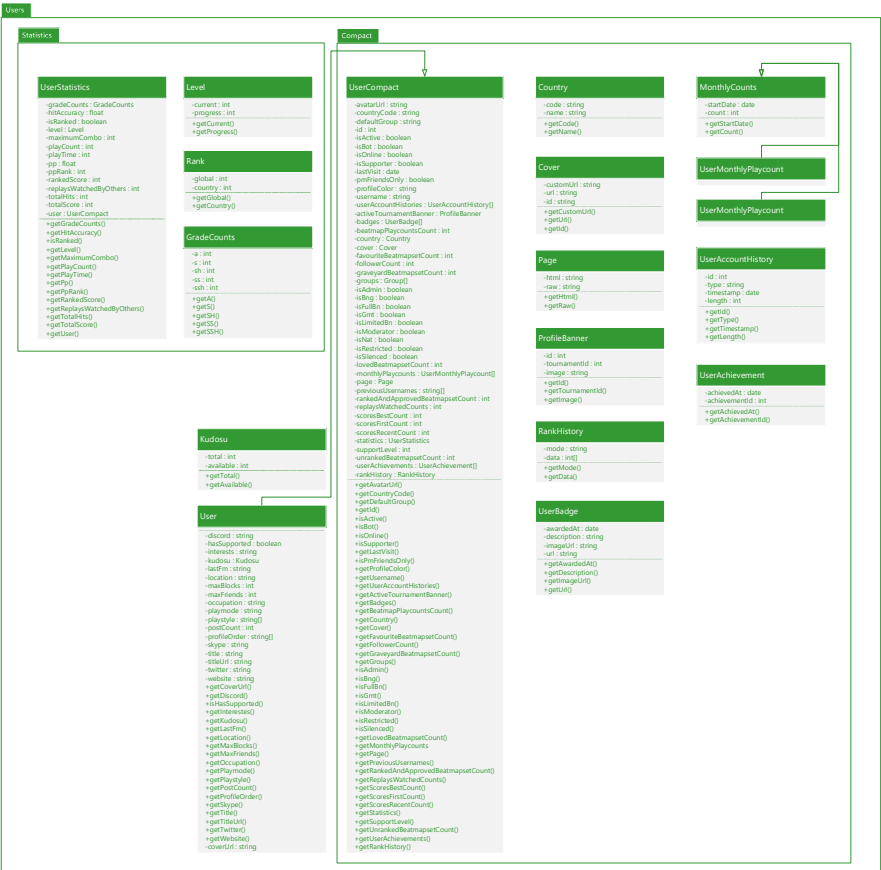 Users
Statistics
UserStatistics
-gradeCounts : GradeCounts
-hitAccuracy : float
-isRanked : boolean
-level : Level
-maximumCombo : int
-playCount : int
-playTime : int
-pp : float
-ppRank : int
-rankedScore : int
-replaysWatchedByOthers : int
-totalHits : int
-totalScore : int
-user : UserCompact
+getGradeCounts()
+getHitAccuracy()
+isRanked()
+getLevel()
+getMaximumCombo()
+getPlayCount()
+getPlayTime()
+getPp()
+getPpRank()
+getRankedScore()
+getReplaysWatchedByOthers()
+getTotalHits()
+getTotalScore()
+getUser()
Level
-current : int
-progress : int
+getCurrent()
+getProgress()
Rank
-global : int
-country : int
+getGlobal()
+getCountry()
GradeCounts
-a : int
-s : int
-sh : int
-ss : int
-ssh : int
+getA()
+getS()
+getSH()
+getSS()
+getSSH()
Kudosu
-total : int
-available : int
+getTotal()
+getAvailable()
User
-discord : string
-hasSupported : boolean
-interests : string
-kudosu : Kudosu
-lastFm : string
-location : string
-maxBlocks : int
-maxFriends : int
-occupation : string
-playmode : string
-playstyle : string[]
-postCount : int
-profileOrder : string[]
-skype : string
-title : string
-titleUrl : string
-twitter : string
-website : string
+getCoverUrl()
+getDiscord()
+isHasSupported()
+getInterestes()
+getKudosu()
+getLastFm()
+getLocation()
+getMaxBlocks()
+getMaxFriends()
+getOccupation()
+getPlaymode()
+getPlaystyle()
+getPostCount()
+getProfileOrder()
+getSkype()
+getTitle()
+getTitleUrl()
+getTwitter()
+getWebsite()
-coverUrl : string
Compact
UserCompact
-avatarUrl : string
-countryCode : string
-defaultGroup : string
-id : int
-isActive : boolean
-isBot : boolean
-isOnline : boolean
-isSupporter : boolean
-lastVisit : date
-pmFriendsOnly : boolean
-profileColor : string
-username : string
-userAccountHistories : UserAccountHistory[]
-activeTournamentBanner : ProfileBanner
-badges : UserBadge[]
-beatmapPlaycountsCount : int
-country : Country
-cover : Cover
-favouriteBeatmapsetCount : int
-followerCount : int
-graveyardBeatmapsetCount : int
-groups : Group[]
-isAdmin : boolean
-isBng : boolean
-isFullBn : boolean
-isGmt : boolean
-isLimitedBn : boolean
-isModerator : boolean
-isNat : boolean
-isRestricted : boolean
-isSilenced : boolean
-lovedBeatmapsetCount : int
-monthlyPlaycounts : UserMonthlyPlaycount[]
-page : Page
-previousUsernames : string[]
-rankedAndApprovedBeatmapsetCount : int
-replaysWatchedCounts : int
-scoresBestCount : int
-scoresFirstCount : int
-scoresRecentCount : int
-statistics : UserStatistics
-supportLevel : int
-unrankedBeatmapsetCount : int
-userAchievements : UserAchievement[]
-rankHistory : RankHistory
+getAvatarUrl()
+getCountryCode()
+getDefaultGroup()
+getId()
+isActive()
+isBot()
+isOnline()
+isSupporter()
+getLastVisit()
+isPmFriendsOnly()
+getProfileColor()
+getUsername()
+getUserAccountHistories()
+getActiveTournamentBanner()
+getBadges()
+getBeatmapPlaycountsCount()
+getCountry()
+getCover()
+getFavouriteBeatmapsetCount()
+getFollowerCount()
+getGraveyardBeatmapsetCount()
+getGroups()
+isAdmin()
+isBng()
+isFullBn()
+isGmt()
+isLimitedBn()
+isModerator()
+isRestricted()
+isSilenced()
+getLovedBeatmapsetCount()
+getMonthlyPlaycounts
+getPage()
+getPreviousUsernames()
+getRankedAndApprovedBeatmapsetCount()
+getReplaysWatchedCounts()
+getScoresBestCount()
+getScoresFirstCount()
+getScoresRecentCount()
+getStatistics()
+getSupportLevel()
+getUnrankedBeatmapsetCount()
+getUserAchievements()
+getRankHistory()
Country
-code : string
-name : string
+getCode()
+getName()
Cover
-customUrl : string
-url : string
-id : string
+getCustomUrl()
+getUrl()
+getId()
Page
-html : string
-raw : string
+getHtml()
+getRaw()
ProfileBanner
-id : int
-tournamentId : int
-image : string
+getId()
+getTournamentId()
+getImage()
RankHistory
-mode : string
-data : int[]
+getMode()
+getData()
UserBadge
-awardedAt : date
-description : string
-imageUrl : string
-url : string
+getAwardedAt()
+getDescription()
+getImageUrl()
+getUrl()
MonthlyCounts
-startDate : date
-count : int
+getStartDate()
+getCount()
UserMonthlyPlaycount
UserMonthlyPlaycount
UserAccountHistory
-id : int
-type : string
-timestamp : date
-length : int
+getId()
+getType()
+getTimestamp()
+getLength()
UserAchievement
-achievedAt : date
-achievementId : int
+getAchievedAt()
+getAchievementId()